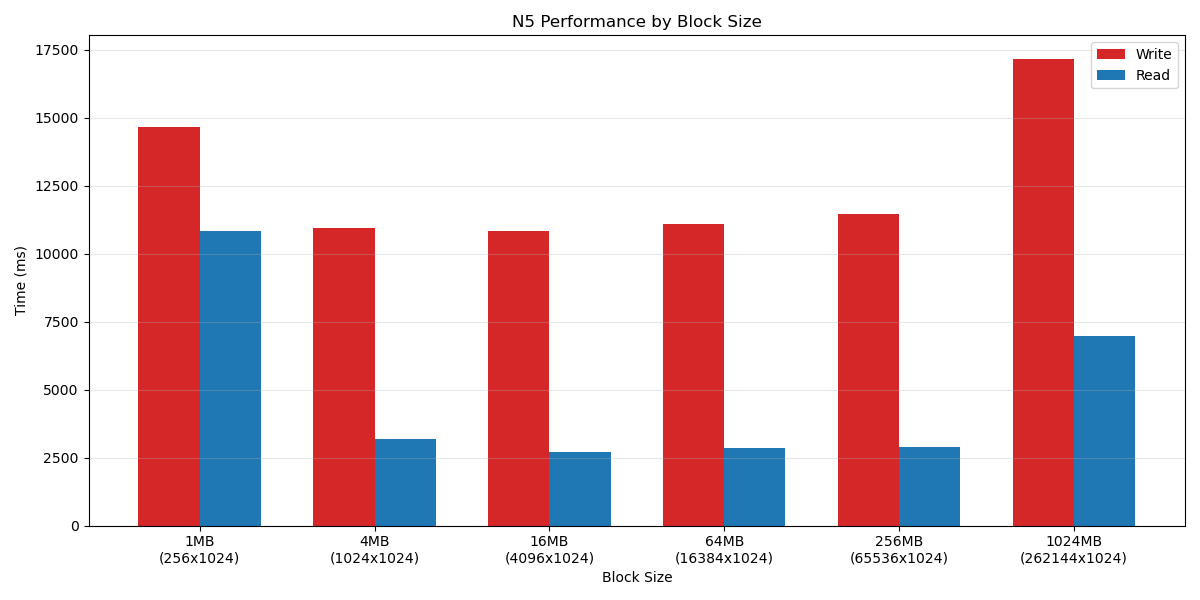 N5 Performance by Block Size
Time (ms)
17500
15000
12500
10000
7500
5000
2500
0
Write
Read
1MB
(256x1024)
4MB
(1024x1024)
16MB
(4096x1024)
64MB
(16384x1024)
256MB
(65536x1024)
1024MB
(262144x1024)
Block Size